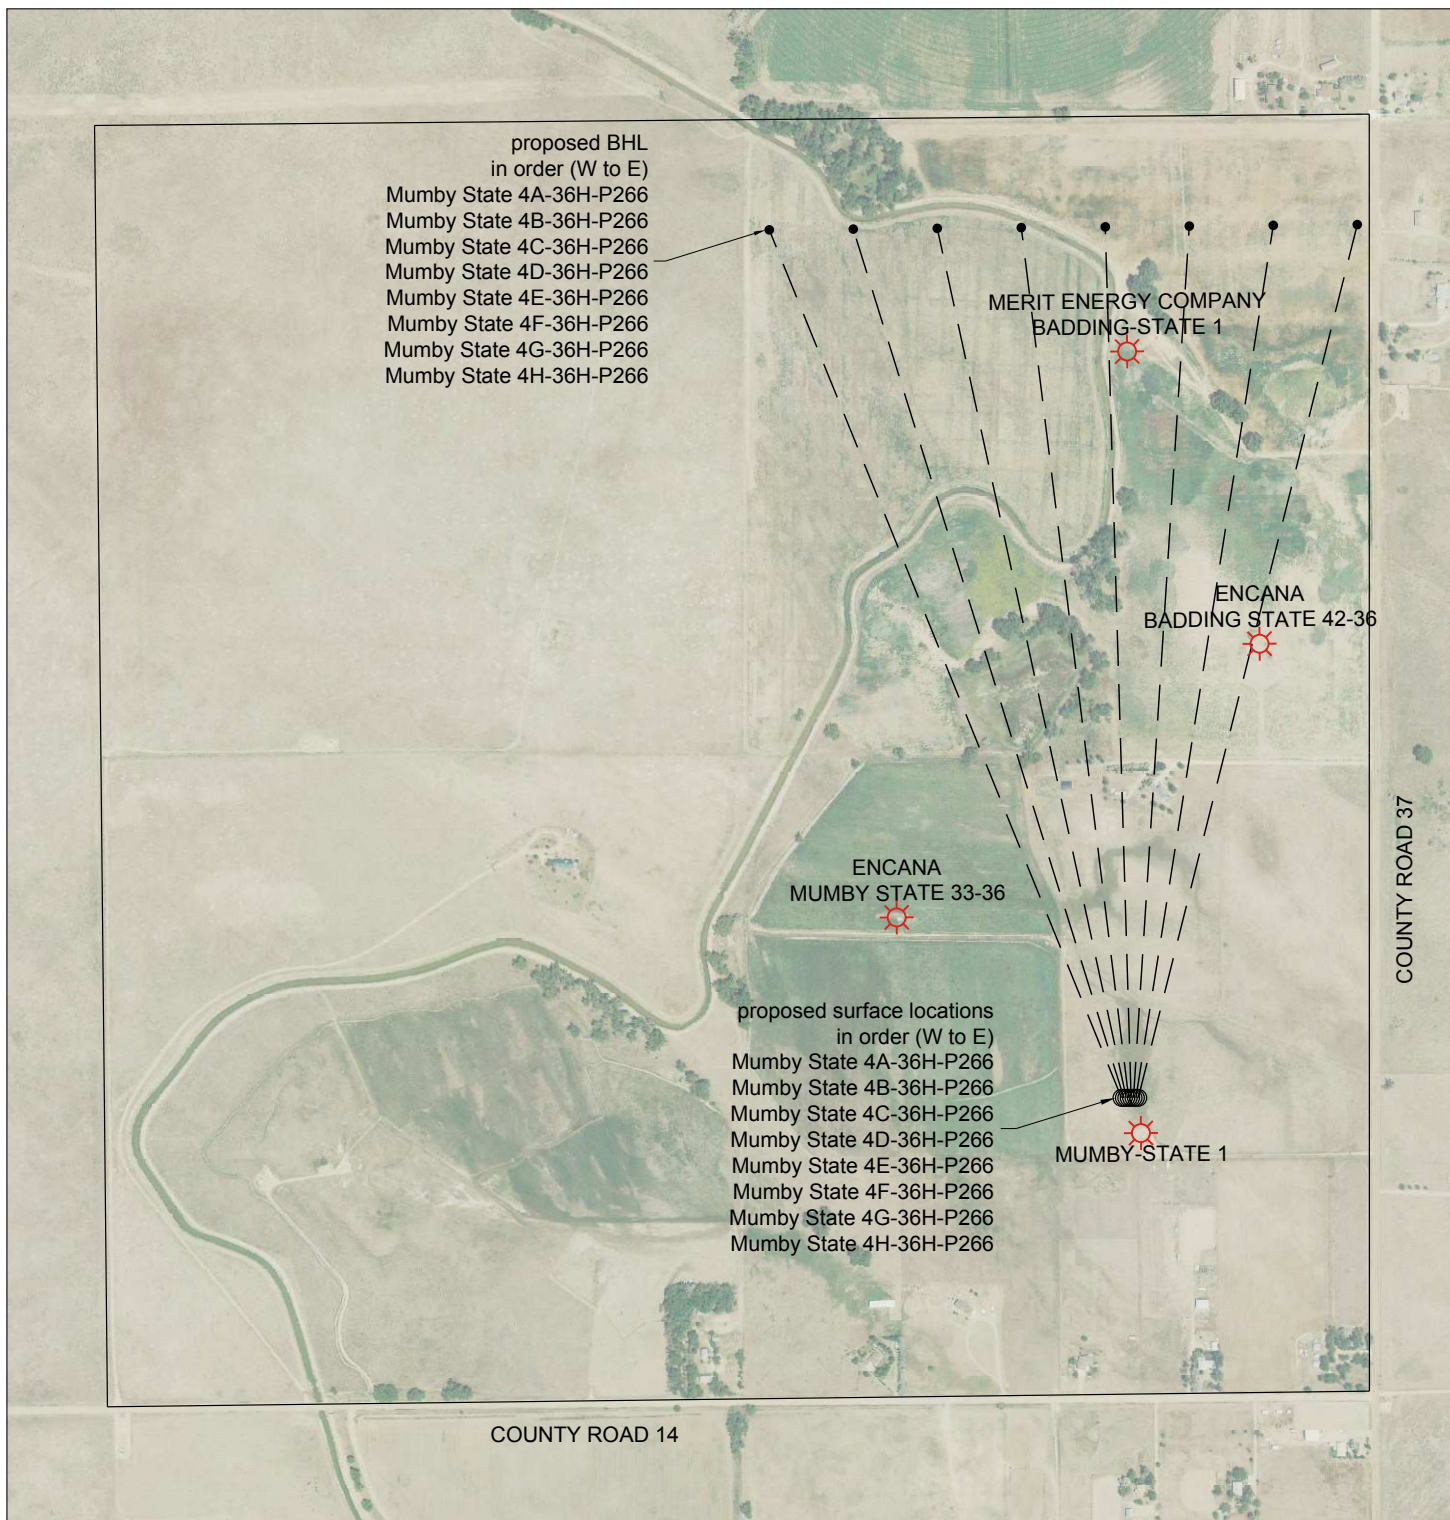 proposed BHL
in order (W to E)
Mumby State 4A-36H-P266
Mumby State 4B-36H-P266
Mumby State 4C-36H-P266
Mumby State 4D-36H-P266
Mumby State 4E-36H-P266
Mumby State 4F-36H-P266
Mumby State 4G-36H-P266
Mumby State 4H-36H-P266
MERIT ENERGY COMPANY
BADDING-STATE 1
ENCANA
BADDING STATE 42-36
COUNTY ROAD 37
ENCANA
MUMBY STATE 33-36
proposed surface locations
in order (W to E)
Mumby State 4A-36H-P266
Mumby State 4B-36H-P266
Mumby State 4C-36H-P266
Mumby State 4D-36H-P266
Mumby State 4E-36H-P266
Mumby State 4F-36H-P266
Mumby State 4G-36H-P266
Mumby State 4H-36H-P266
MUMBY-STATE 1
COUNTY ROAD 14